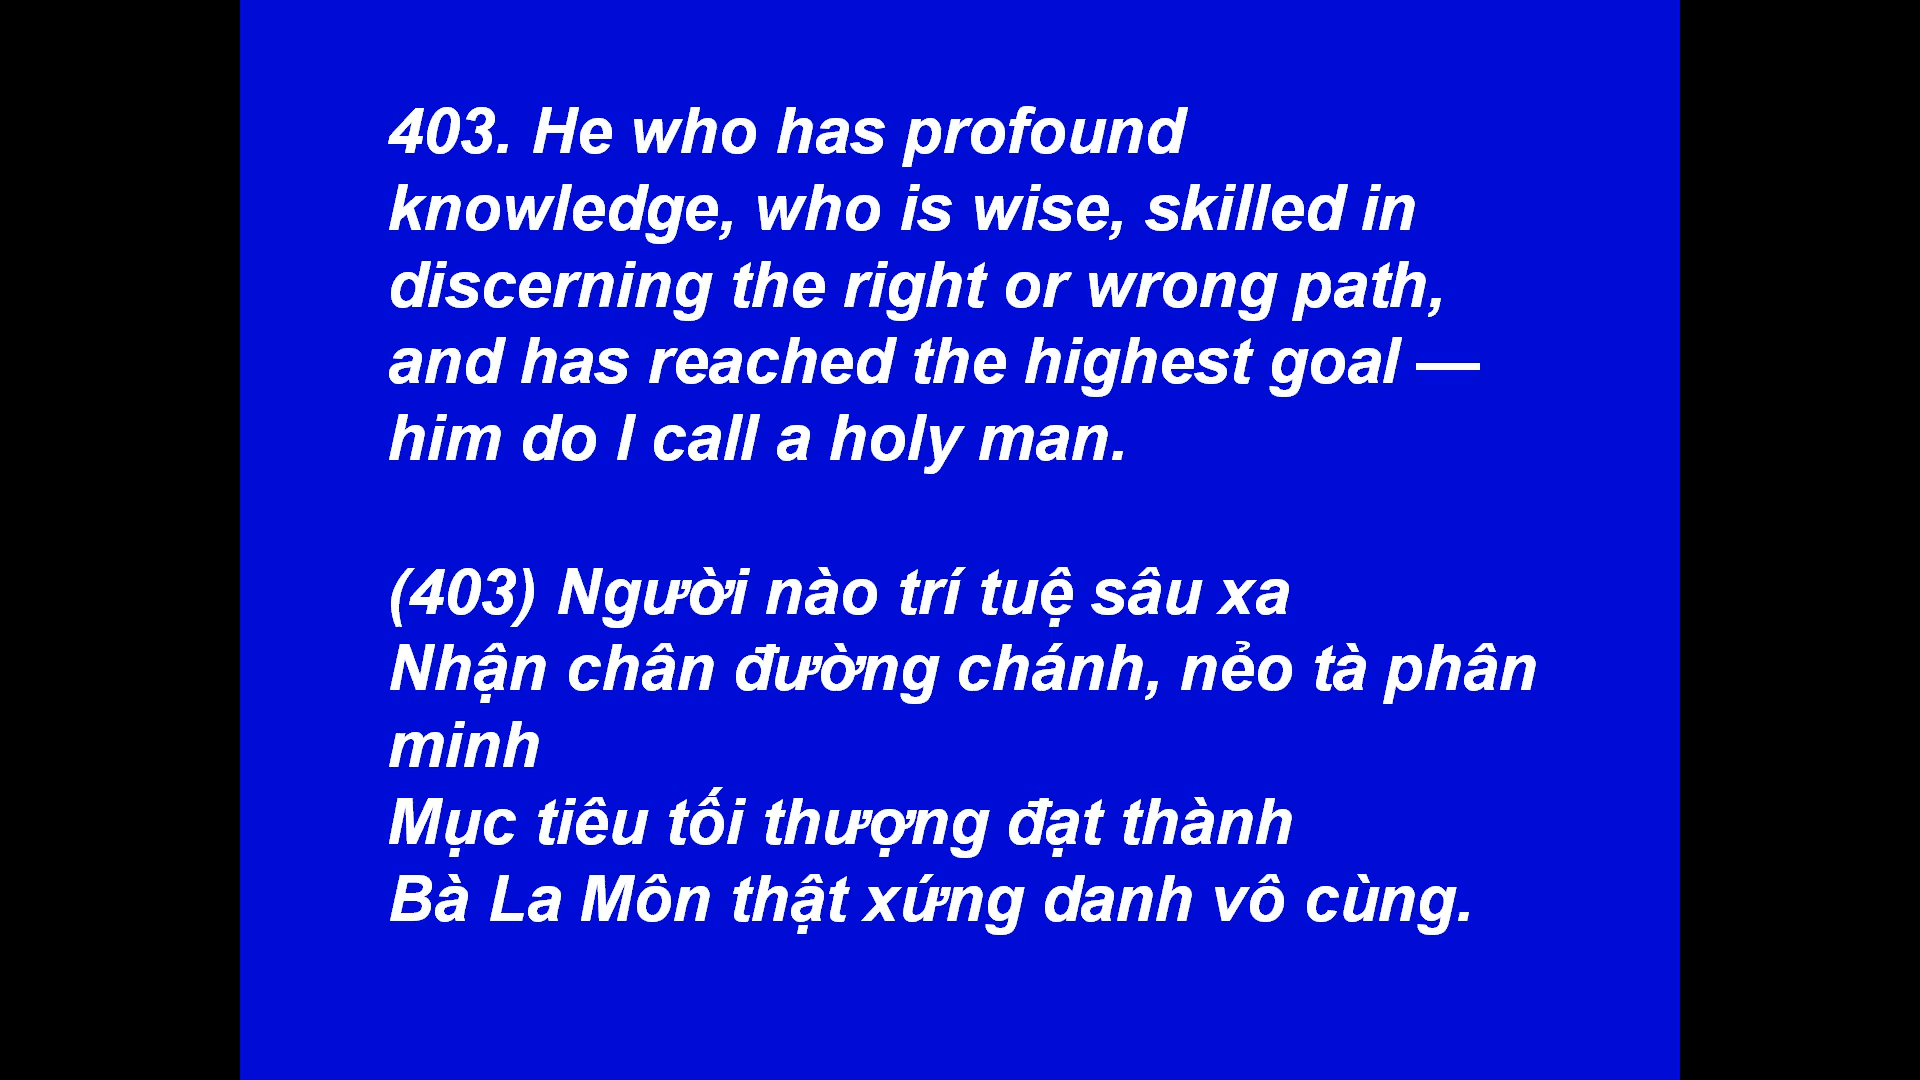 403. He who has profound
knowledge, who is wise, skilled in
discerning the right or wrong path,
and has reached the highest goal —
him do I call a holy man.
(403) Người nào trí tuệ sâu xa
Nhận chân đường chánh, nẻo tà phân
minh
Mục tiêu tối thượng đạt thành
Bà La Môn thật xứng danh vô cùng.